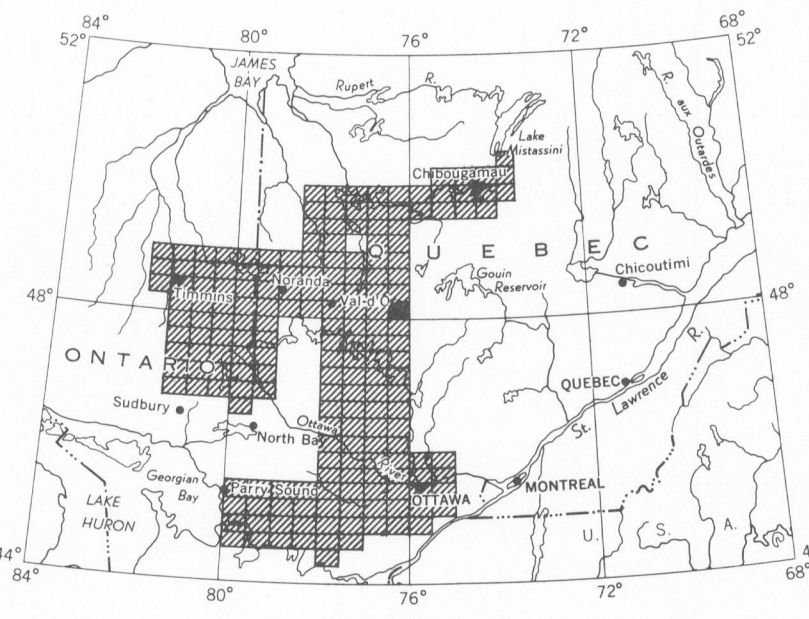 84° 80° 76° 72° 68°
52° 52°
JAMES
BAY
Rupert R.
R. aux Outardes
Lake
Mistassini
Chibougamau
QUEBEC
Chicoutimi
Gouin
Reservoir
Noranda
Timmins
Val-d'O
48° 48°
ONTARIO
R.
QUEBEC
St. Lawrence
Sudbury
Ottawa
North Bay
River
Georgian
Bay
Parry Sound
OTTAWA
MONTREAL
LAKE
HURON
U. S. A.
44° 4
84° 80° 76° 72° 68°